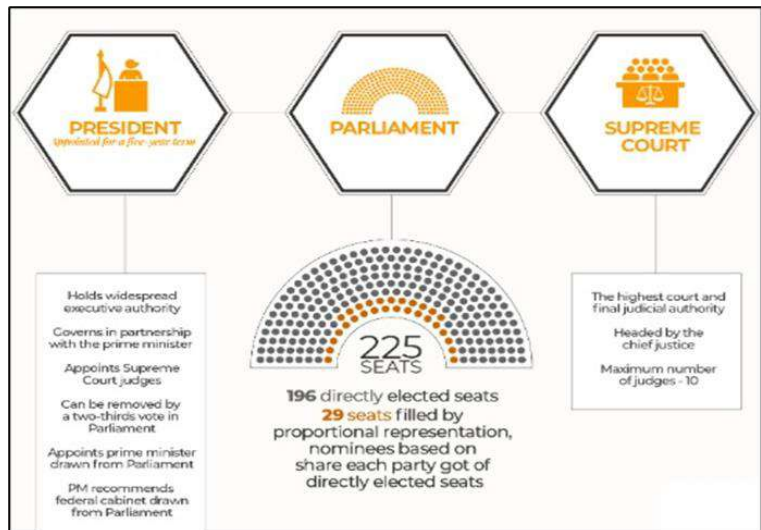 PRESIDENT
Appointed for a five-year term
PARLIAMENT
SUPREME
COURT
Holds widespread
executive authority
Governs in partnership
with the prime minister
Appoints Supreme
Court judges
Can be removed by
a two-thirds vote in
Parliament
Appoints prime minister
drawn from Parliament
PM recommends
federal cabinet drawn
from Parliament
225
SEATS
196 directly elected seats
29 seats filled by
proportional representation,
nominees based on
share each party got of
directly elected seats
The highest court and
final judicial authority
Headed by the
chief justice
Maximum number
of judges - 10